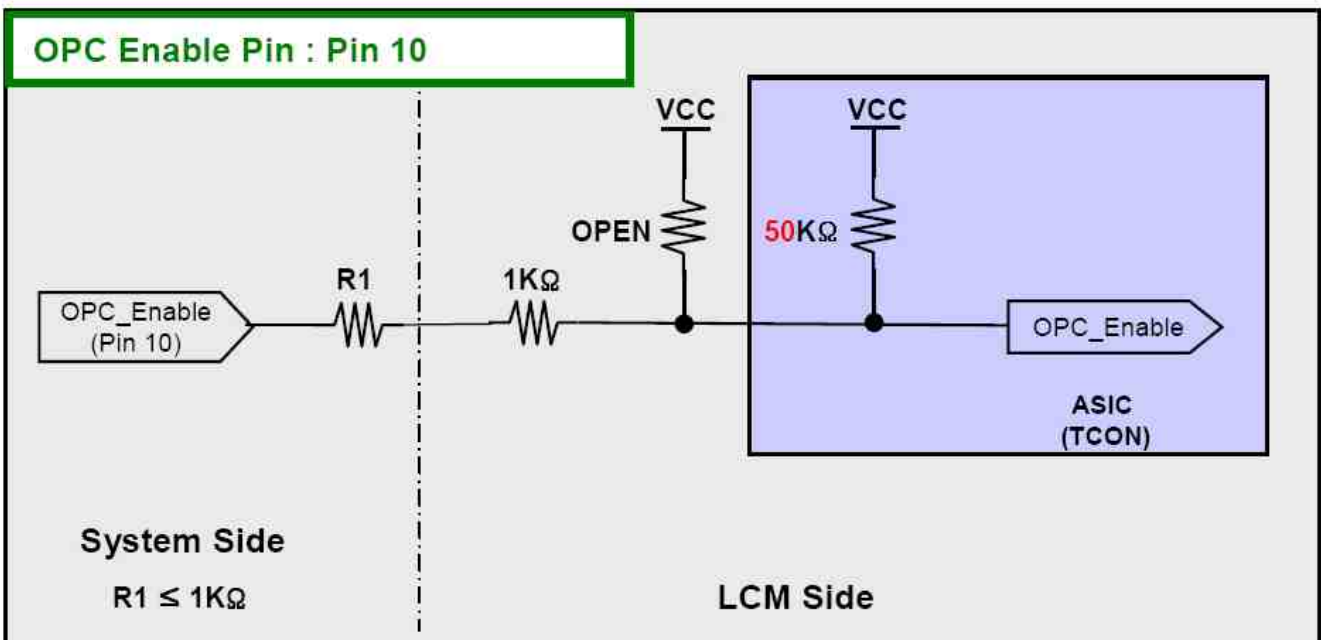 OPC Enable Pin : Pin 10
VCC
VCC
OPEN
50KΩ
R1
1KΩ
OPC_Enable
(Pin 10)
OPC_Enable
ASIC
(TCON)
System Side
R1 ≤ 1KΩ
LCM Side